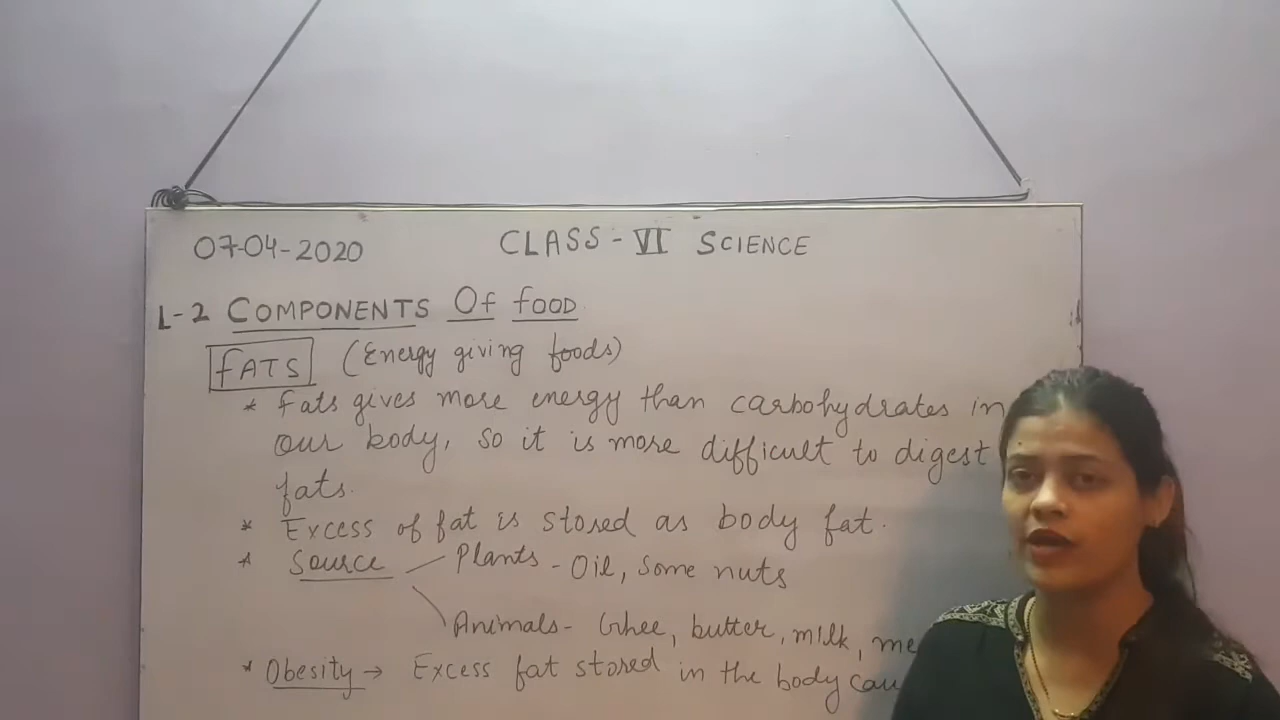 07-04-2020 CLASS-VI SCIENCE
L-2 COMPONENTS Of fOOD
fATS (Energy giving foods)
* Fats gives more energy than carbohydrates in
our body, so it is more difficult to digest
fats.
* Excess of fat is stored as body fat.
* Source Plants - Oil, some nuts
Animals - Ghee, butter, milk,
* Obesity → Excess fat stored in the body